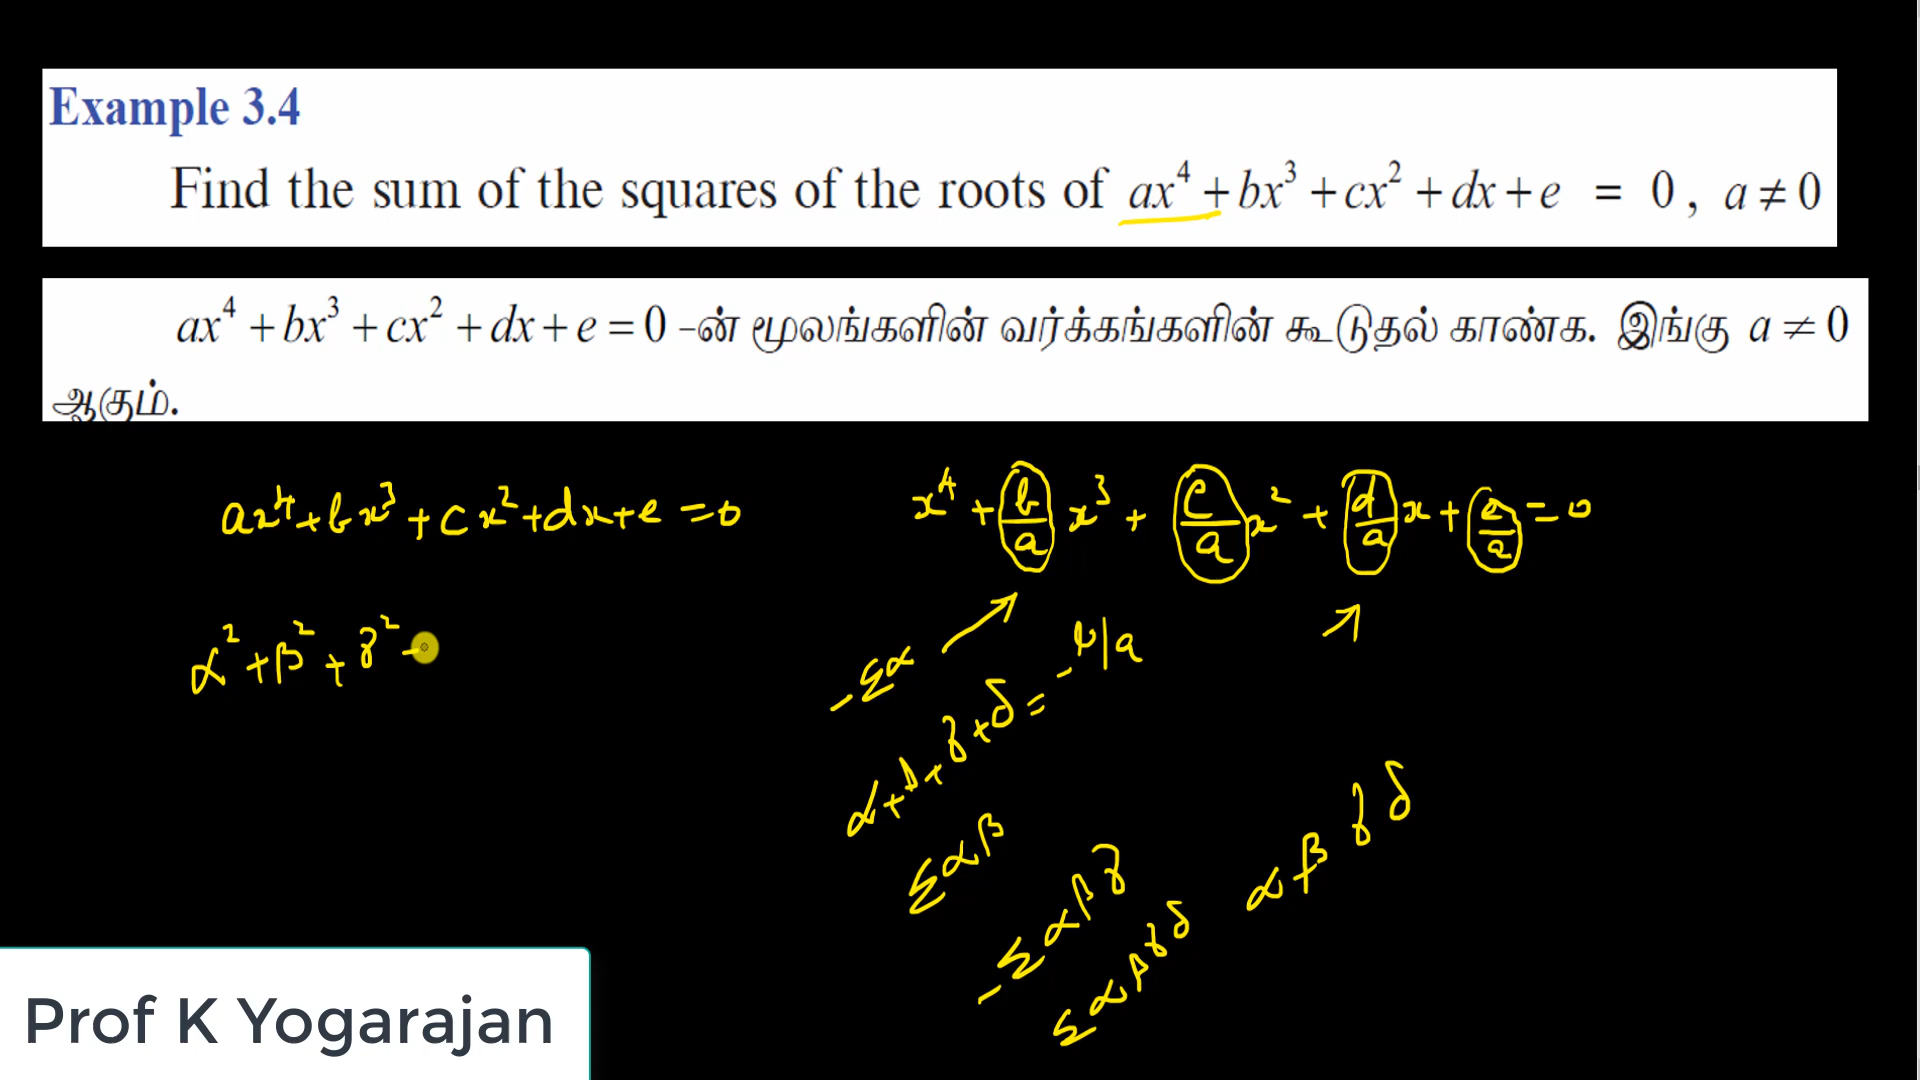 Example 3.4
Find the sum of the squares of the roots of ax⁴ + bx³ + cx² + dx + e = 0, a ≠ 0
ax⁴ + bx³ + cx² + dx + e = 0 -ன் மூலங்களின் வர்க்கங்களின் கூடுதல் காண்க. இங்கு a ≠ 0
ஆகும்.
ax⁴+bx³+cx²+dx+e=0
x⁴ + b/a x³ + c/a x² + d/a x + e/a = 0
α²+β²+γ² -
-Σα
α+β+γ+δ = -b/a
Σαβ
-Σαβγ
Σαβγδ
αβγδ
Prof K Yogarajan